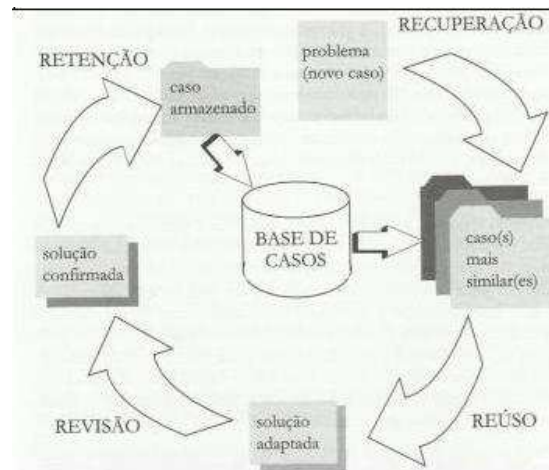 RECUPERAÇÃO
problema
(novo caso)
RETENÇÃO
caso
armazenado
BASE DE
CASOS
caso(s)
mais
similar(es)
solução
confirmada
REVISÃO
solução
adaptada
REÚSO